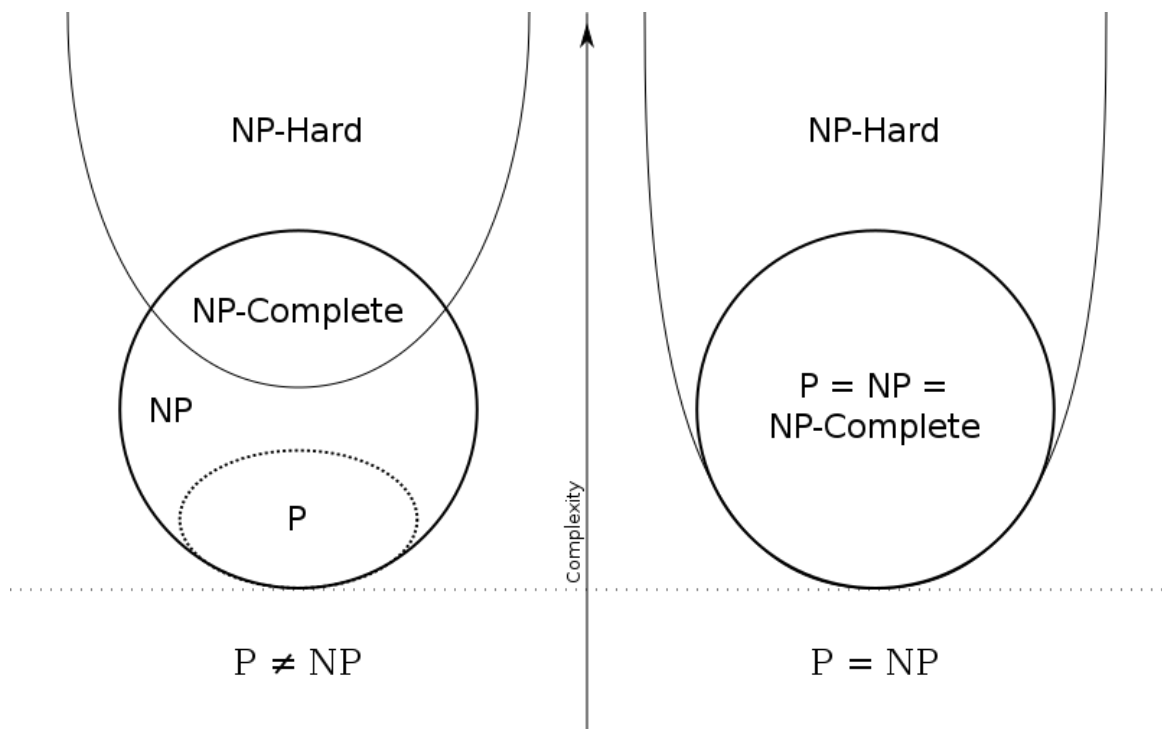 NP-Hard
NP-Complete
NP
P
P ≠ NP
Complexity
NP-Hard
P = NP =
NP-Complete
P = NP